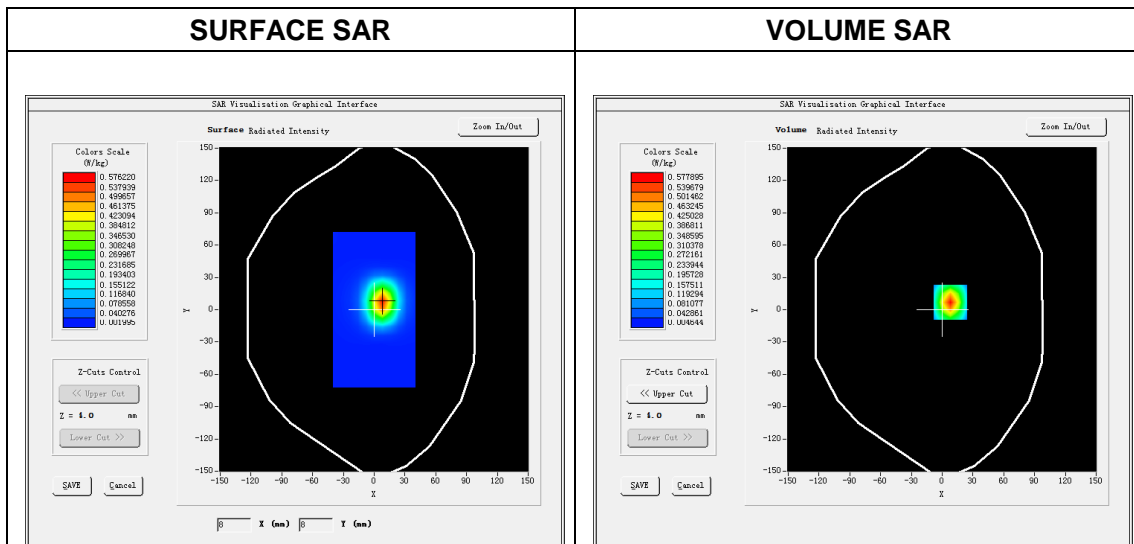 SURFACE SAR
VOLUME SAR
SAR Visualisation Graphical Interface
Surface Radiated Intensity
Zoom In/Out
Colors Scale
(W/kg)
0.576220
0.537939
0.499657
0.461375
0.423094
0.384812
0.346530
0.308248
0.269967
0.231685
0.193403
0.155122
0.116840
0.078558
0.040276
0.001995
Z-Cuts Control
<< Upper Cut
Z = 4.0 mm
Lower Cut >>
SAVE
Cancel
150
120
90
60
30
0
-30
-60
-90
-120
-150
Y
-150 -120 -90 -60 -30 0 30 60 90 120 150
X
8 X (mm) 8 Y (mm)
SAR Visualisation Graphical Interface
Volume Radiated Intensity
Zoom In/Out
Colors Scale
(W/kg)
0.577895
0.539679
0.501462
0.463245
0.425028
0.386811
0.348595
0.310378
0.272161
0.233944
0.195728
0.157511
0.119294
0.081077
0.042861
0.004644
Z-Cuts Control
<< Upper Cut
Z = 4.0 mm
Lower Cut >>
SAVE
Cancel
150
120
90
60
30
0
-30
-60
-90
-120
-150
Y
-150 -120 -90 -60 -30 0 30 60 90 120 150
X